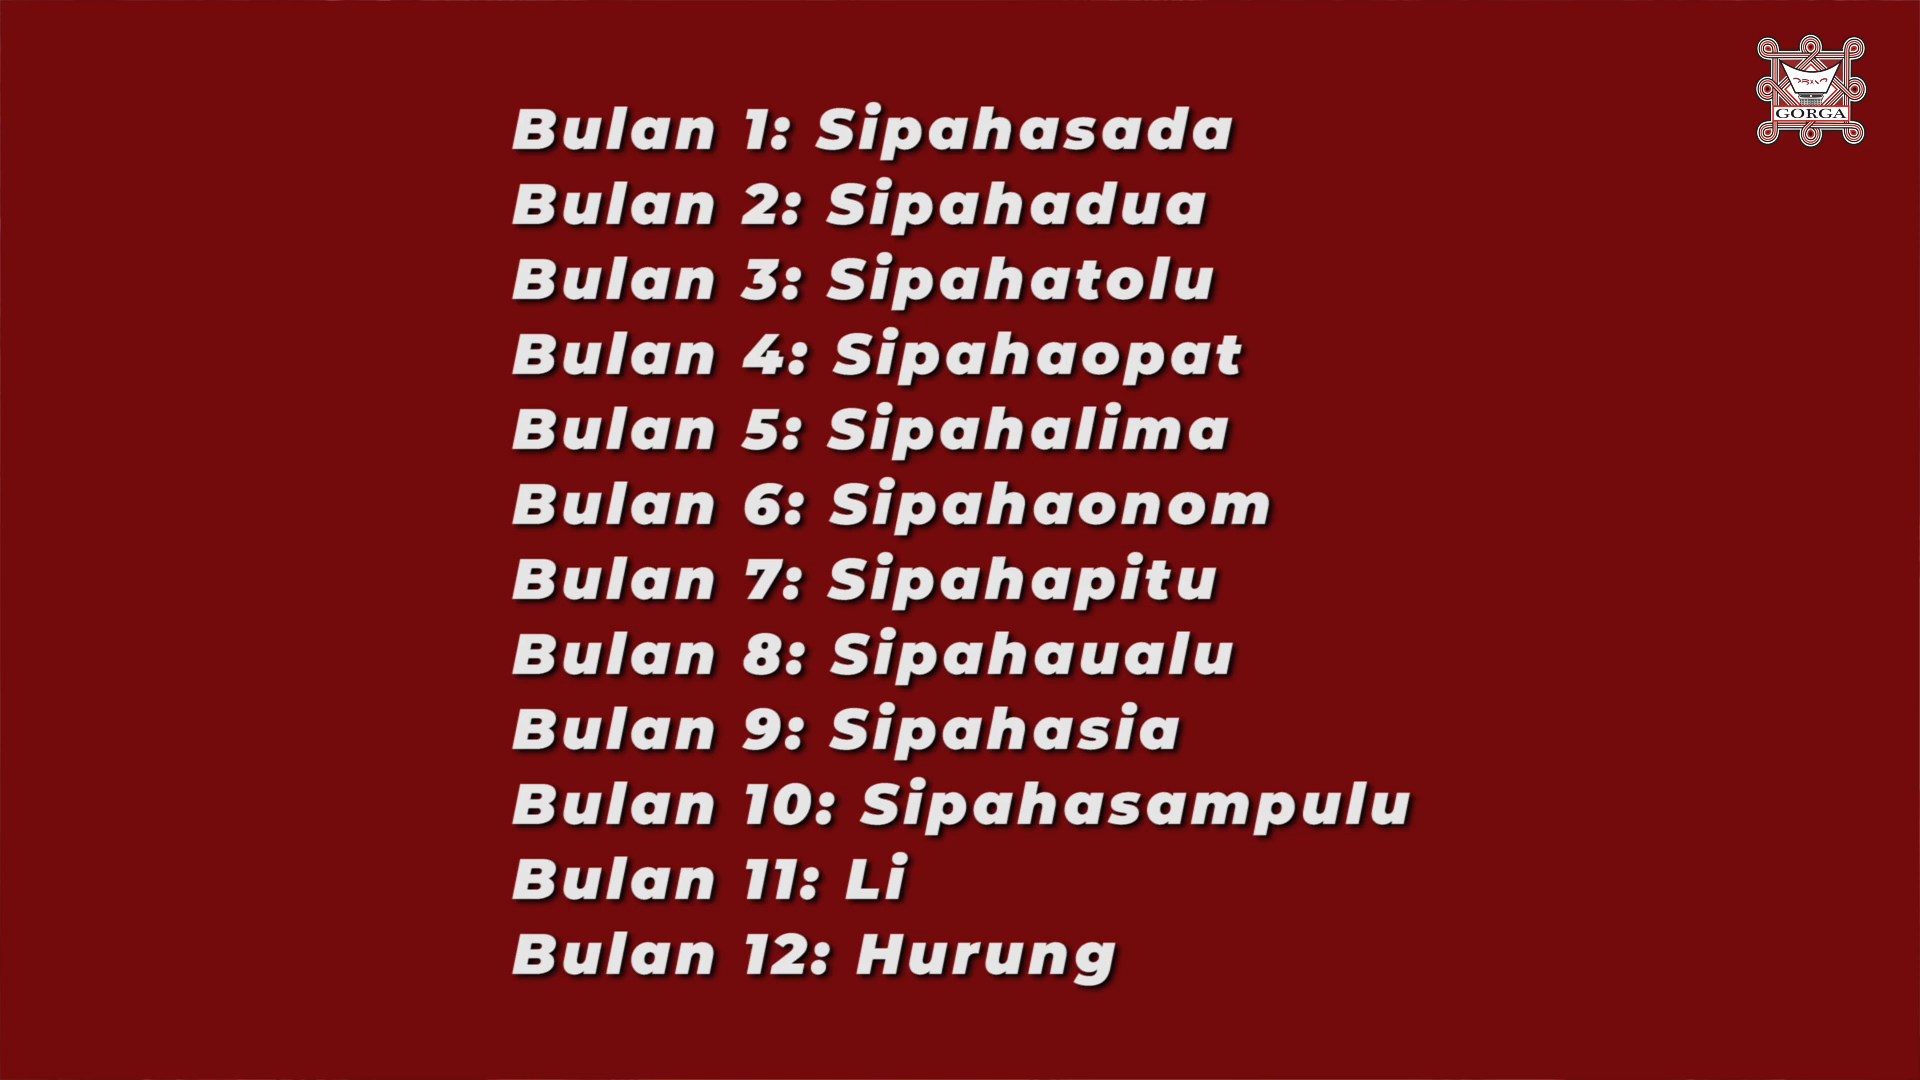 Bulan 1: Sipahasada
Bulan 2: Sipahadua
Bulan 3: Sipahatolu
Bulan 4: Sipahaopat
Bulan 5: Sipahalima
Bulan 6: Sipahaonom
Bulan 7: Sipahapitu
Bulan 8: Sipahaualu
Bulan 9: Sipahasia
Bulan 10: Sipahasampulu
Bulan 11: Li
Bulan 12: Hurung
GORGA